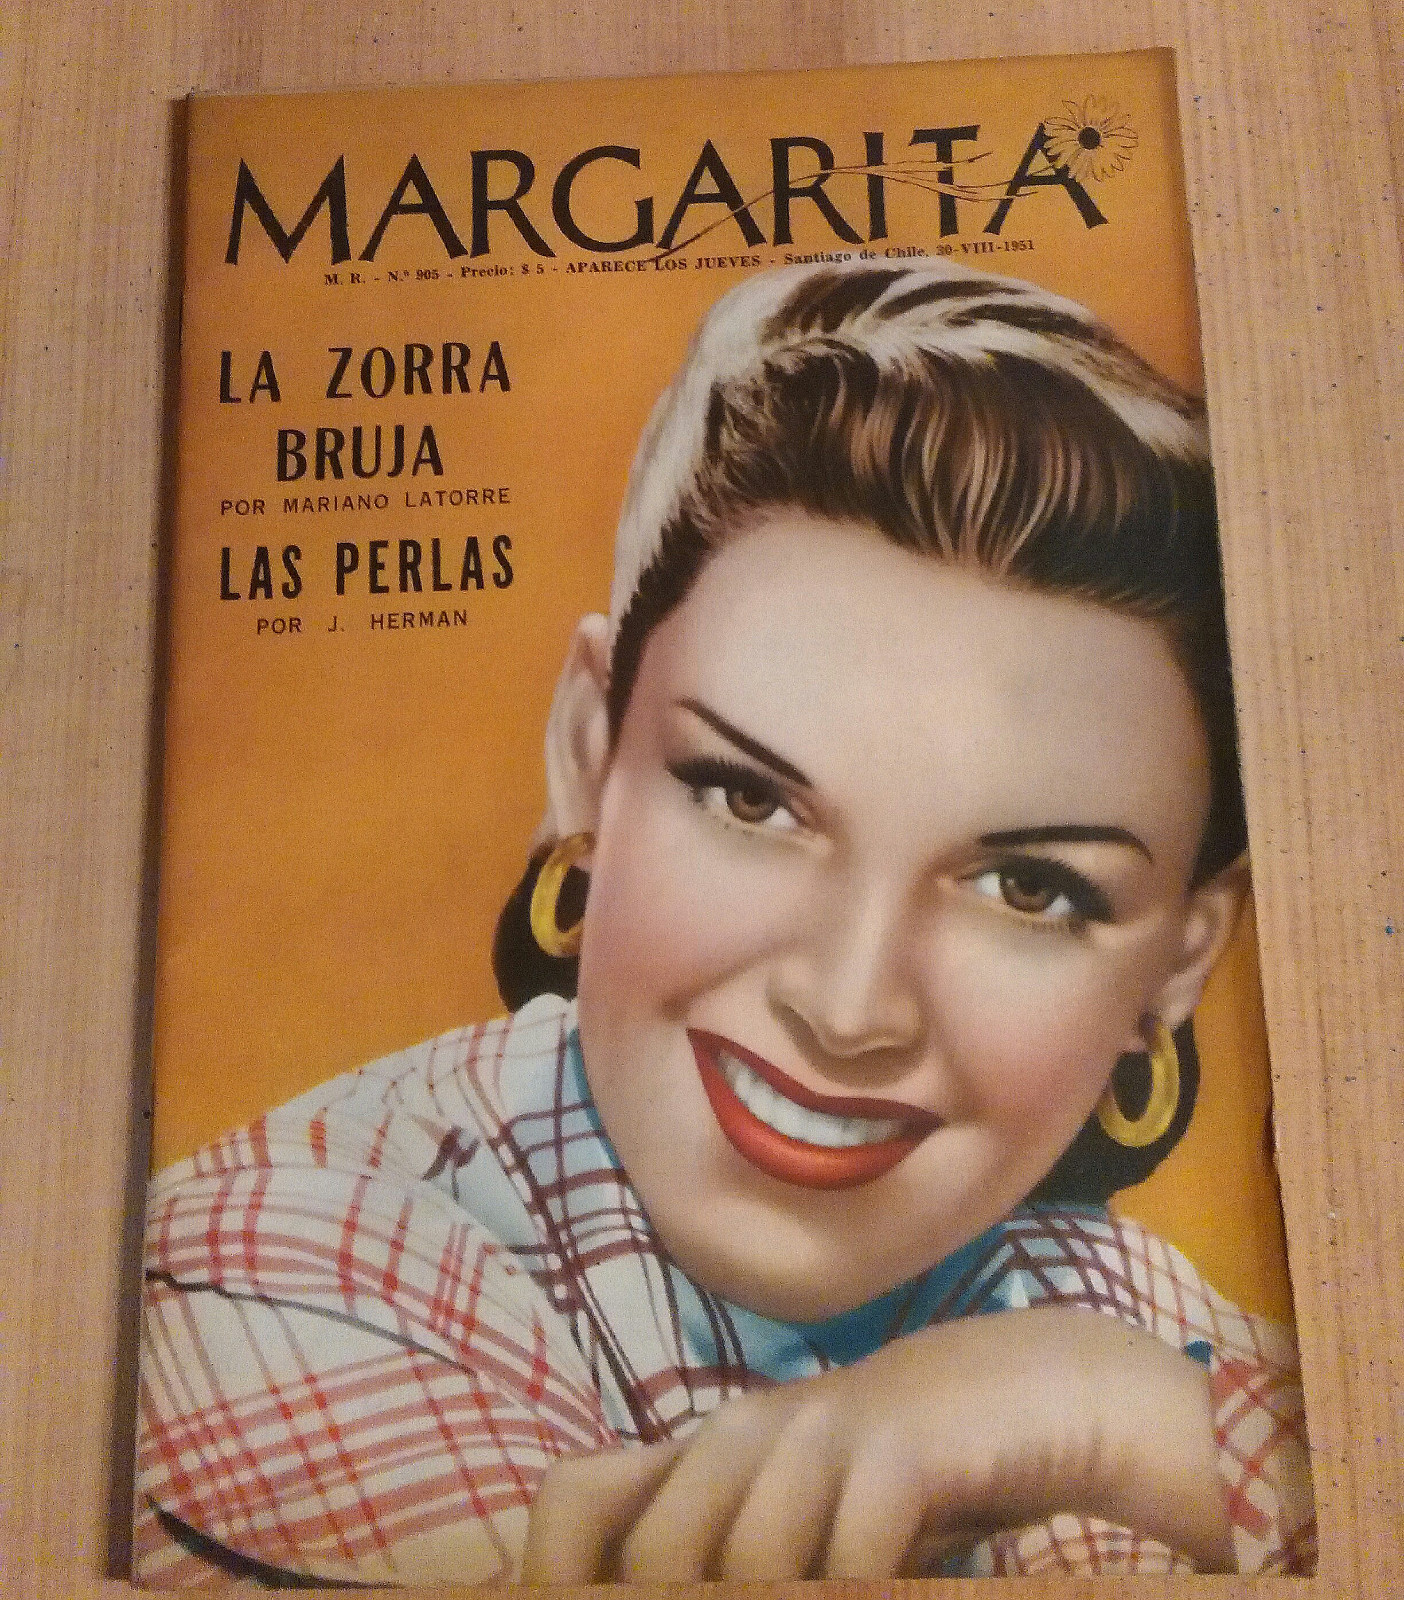 MARGARITA
M. R. - N.º 905 - Precio: $ 5 - APARECE LOS JUEVES - Santiago de Chile, 30-VIII-1951
LA ZORRA
BRUJA
POR MARIANO LATORRE
LAS PERLAS
POR J. HERMAN